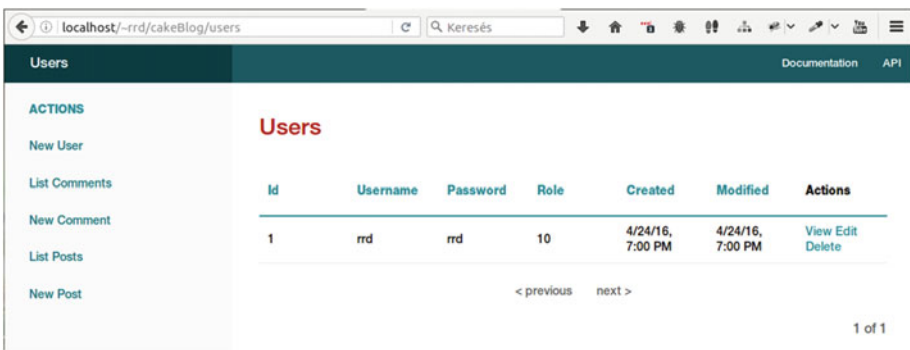 localhost/~rrd/cakeBlog/users
Keresés
Users
Documentation API
ACTIONS
New User
List Comments
New Comment
List Posts
New Post
Users
Id Username Password Role Created Modified Actions
1 rrd rrd 10 4/24/16, 7:00 PM 4/24/16, 7:00 PM View Edit Delete
< previous next >
1 of 1